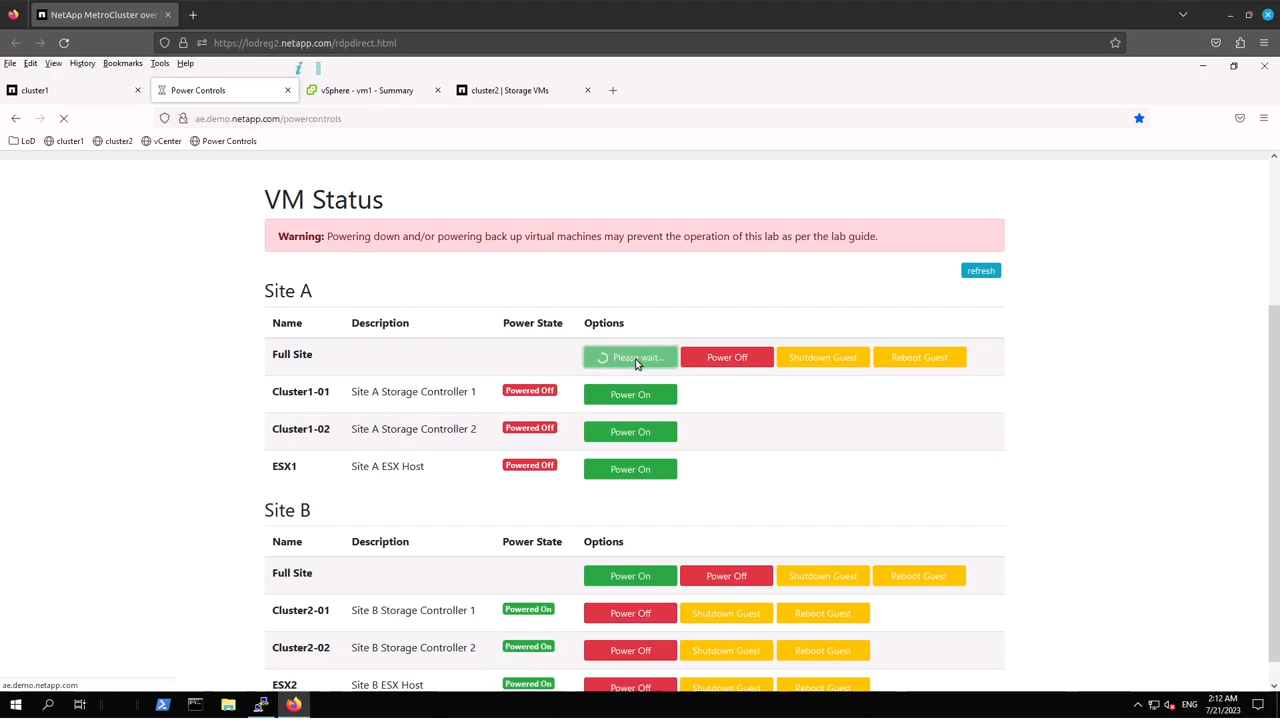 NetApp MetroCluster over
https://lodreg2.netapp.com/rdpdirect.html
File Edit View History Bookmarks Tools Help
cluster1 Power Controls vSphere - vm1 - Summary cluster2 | Storage VMs
ae.demo.netapp.com/powercontrols
LoD cluster1 cluster2 vCenter Power Controls
VM Status
Warning: Powering down and/or powering back up virtual machines may prevent the operation of this lab as per the lab guide.
refresh
Site A
Name Description Power State Options
Full Site Please wait... Power Off Shutdown Guest Reboot Guest
Cluster1-01 Site A Storage Controller 1 Powered Off Power On
Cluster1-02 Site A Storage Controller 2 Powered Off Power On
ESX1 Site A ESX Host Powered Off Power On
Site B
Name Description Power State Options
Full Site Power On Power Off Shutdown Guest Reboot Guest
Cluster2-01 Site B Storage Controller 1 Powered On Power Off Shutdown Guest Reboot Guest
Cluster2-02 Site B Storage Controller 2 Powered On Power Off Shutdown Guest Reboot Guest
ESX2 Site B ESX Host Powered On Power Off Shutdown Guest Reboot Guest
ae.demo.netapp.com
ENG
2:12 AM
7/21/2023